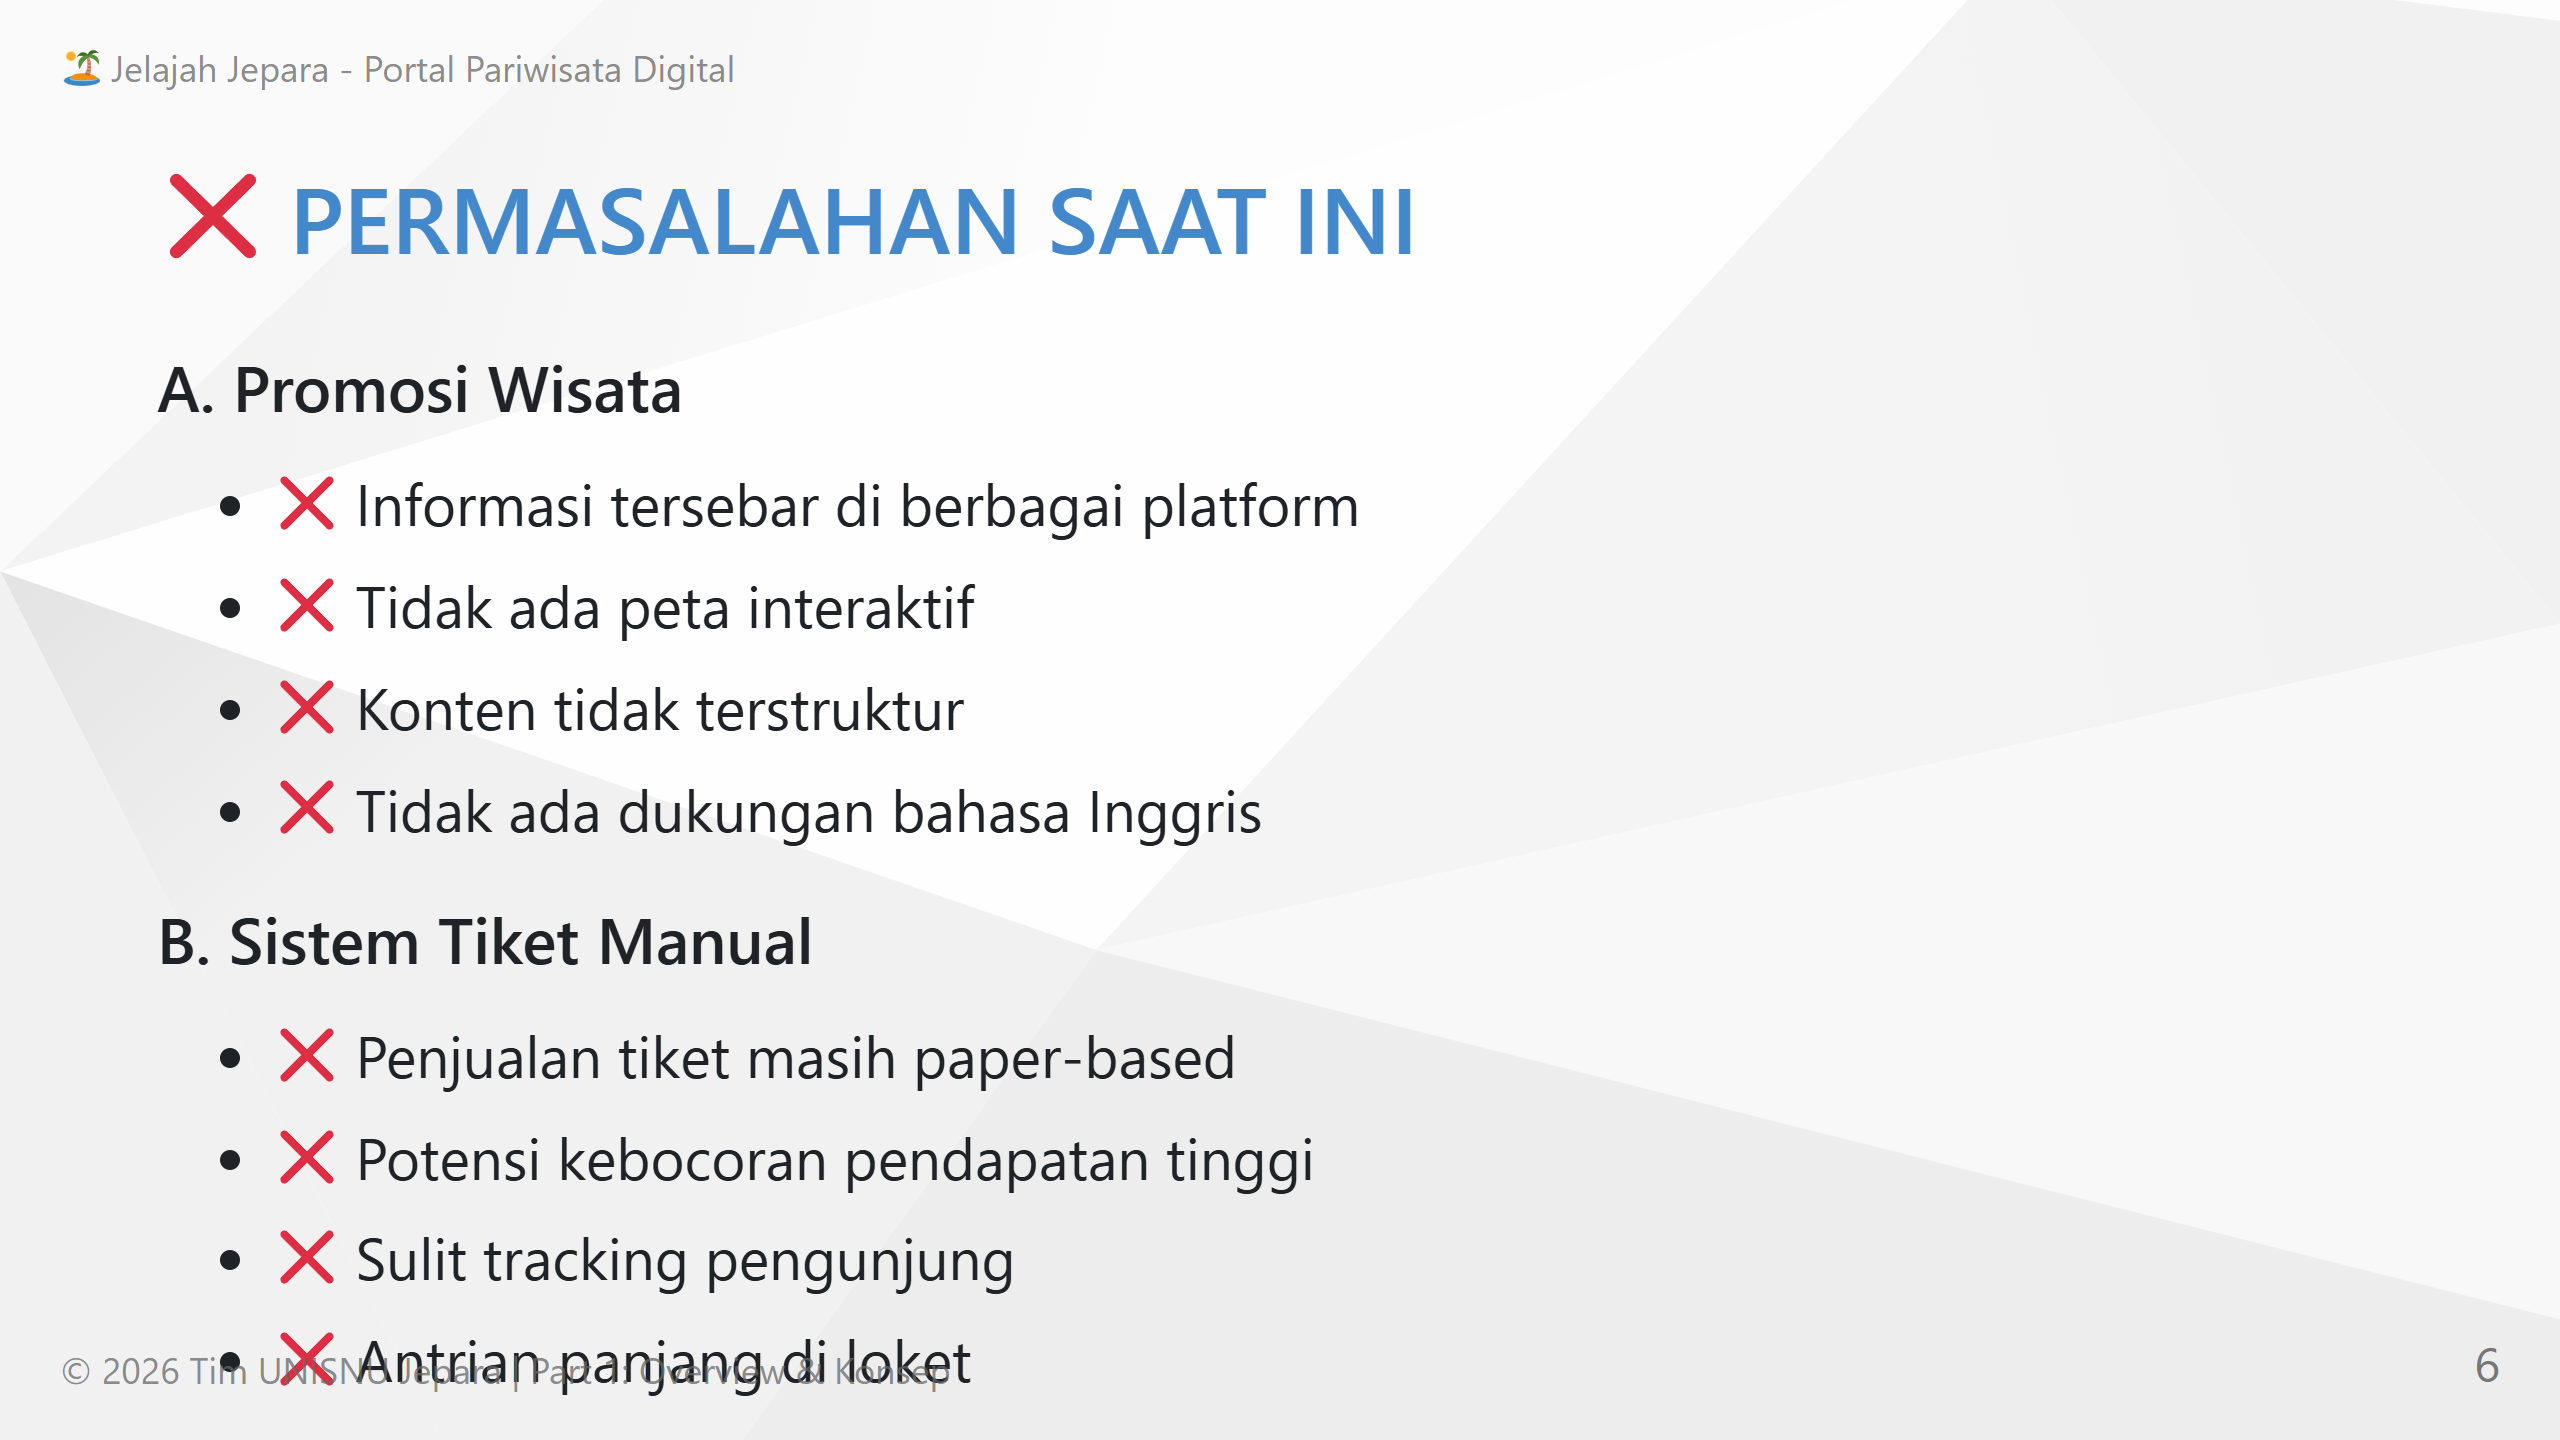 Jelajah Jepara - Portal Pariwisata Digital
PERMASALAHAN SAAT INI
A. Promosi Wisata
• ❌ Informasi tersebar di berbagai platform
• ❌ Tidak ada peta interaktif
• ❌ Konten tidak terstruktur
• ❌ Tidak ada dukungan bahasa Inggris
B. Sistem Tiket Manual
• ❌ Penjualan tiket masih paper-based
• ❌ Potensi kebocoran pendapatan tinggi
• ❌ Sulit tracking pengunjung
• ❌ Antrian panjang di loket
© 2026 Tim UNISNU Jepara | Part 1: Overview & Konsep
6